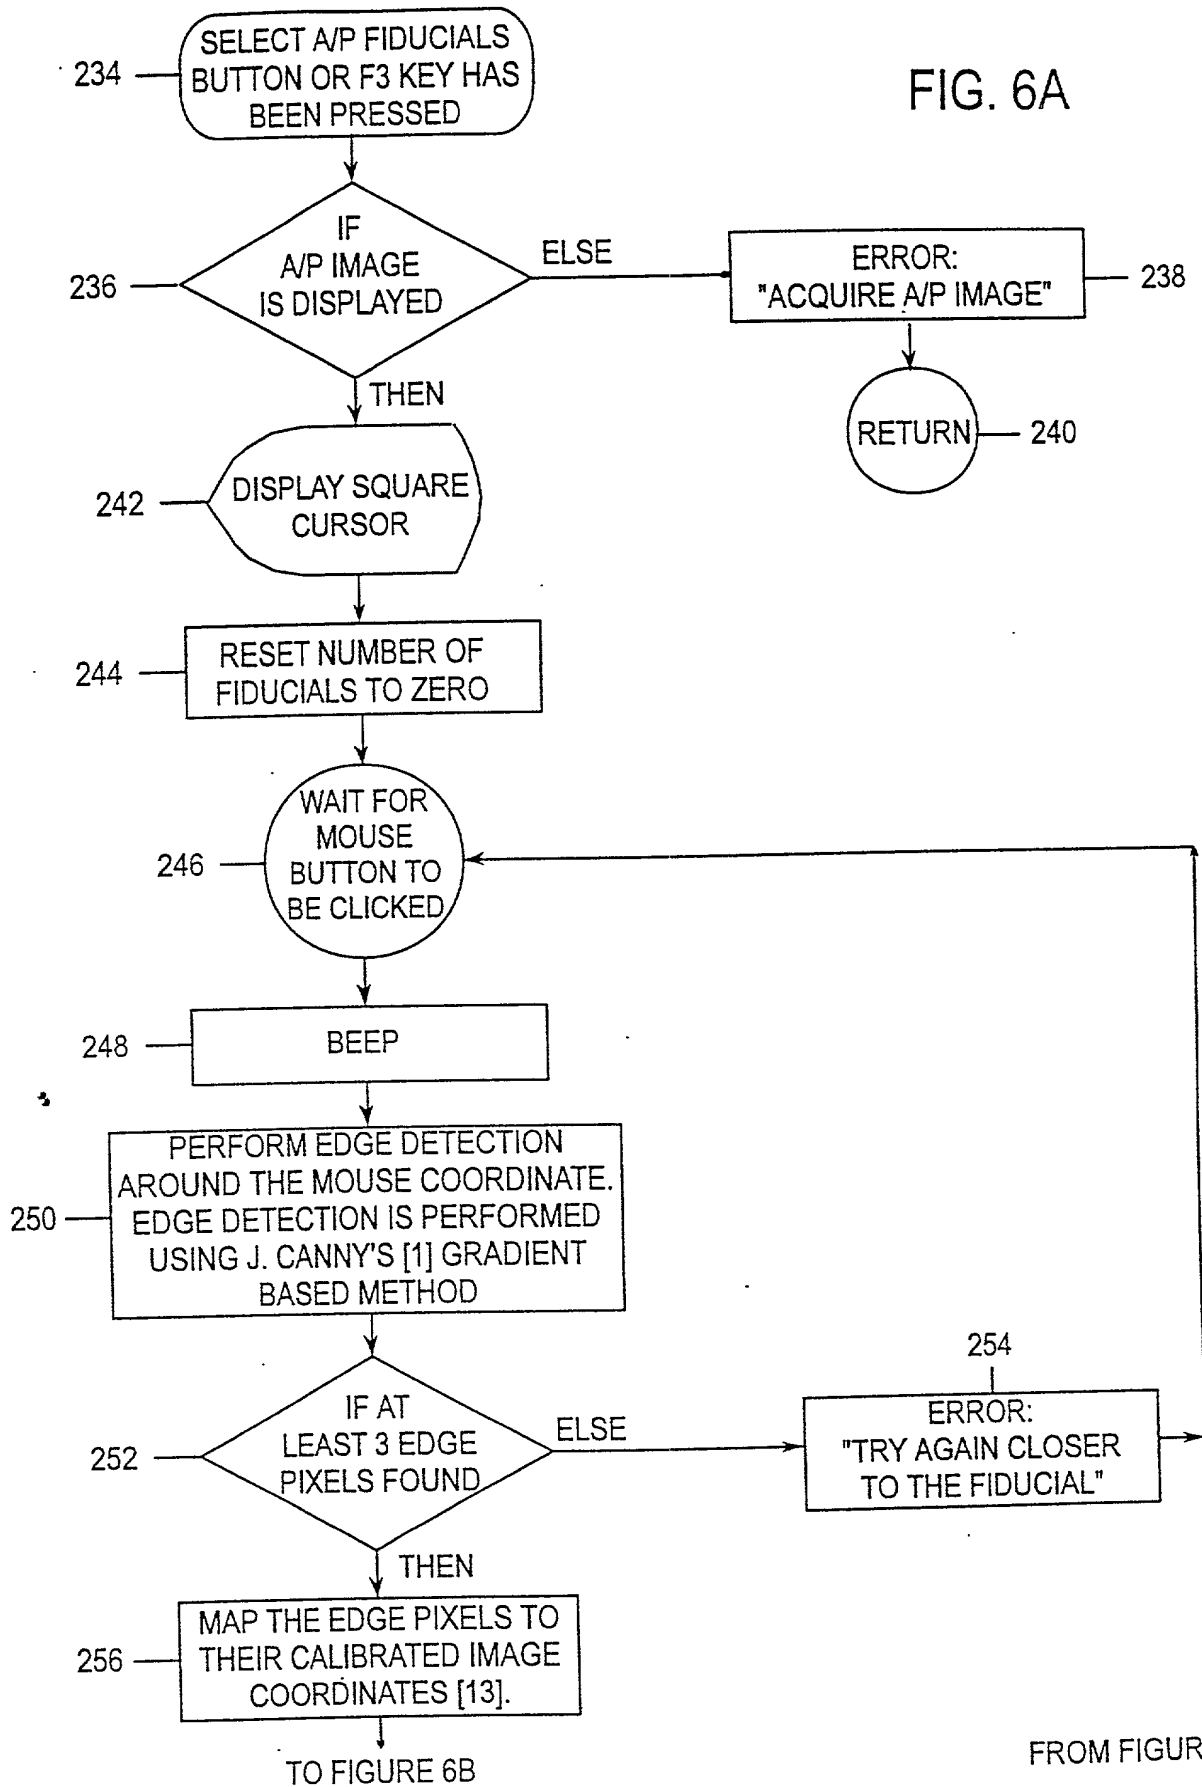 FIG. 6A
234
SELECT A/P FIDUCIALS
BUTTON OR F3 KEY HAS
BEEN PRESSED
236
IF
A/P IMAGE
IS DISPLAYED
ELSE
ERROR:
"ACQUIRE A/P IMAGE"
238
RETURN
240
THEN
242
DISPLAY SQUARE
CURSOR
244
RESET NUMBER OF
FIDUCIALS TO ZERO
246
WAIT FOR
MOUSE
BUTTON TO
BE CLICKED
248
BEEP
250
PERFORM EDGE DETECTION
AROUND THE MOUSE COORDINATE.
EDGE DETECTION IS PERFORMED
USING J. CANNY'S [1] GRADIENT
BASED METHOD
252
IF AT
LEAST 3 EDGE
PIXELS FOUND
ELSE
254
ERROR:
"TRY AGAIN CLOSER
TO THE FIDUCIAL"
THEN
256
MAP THE EDGE PIXELS TO
THEIR CALIBRATED IMAGE
COORDINATES [13].
TO FIGURE 6B
FROM FIGUR